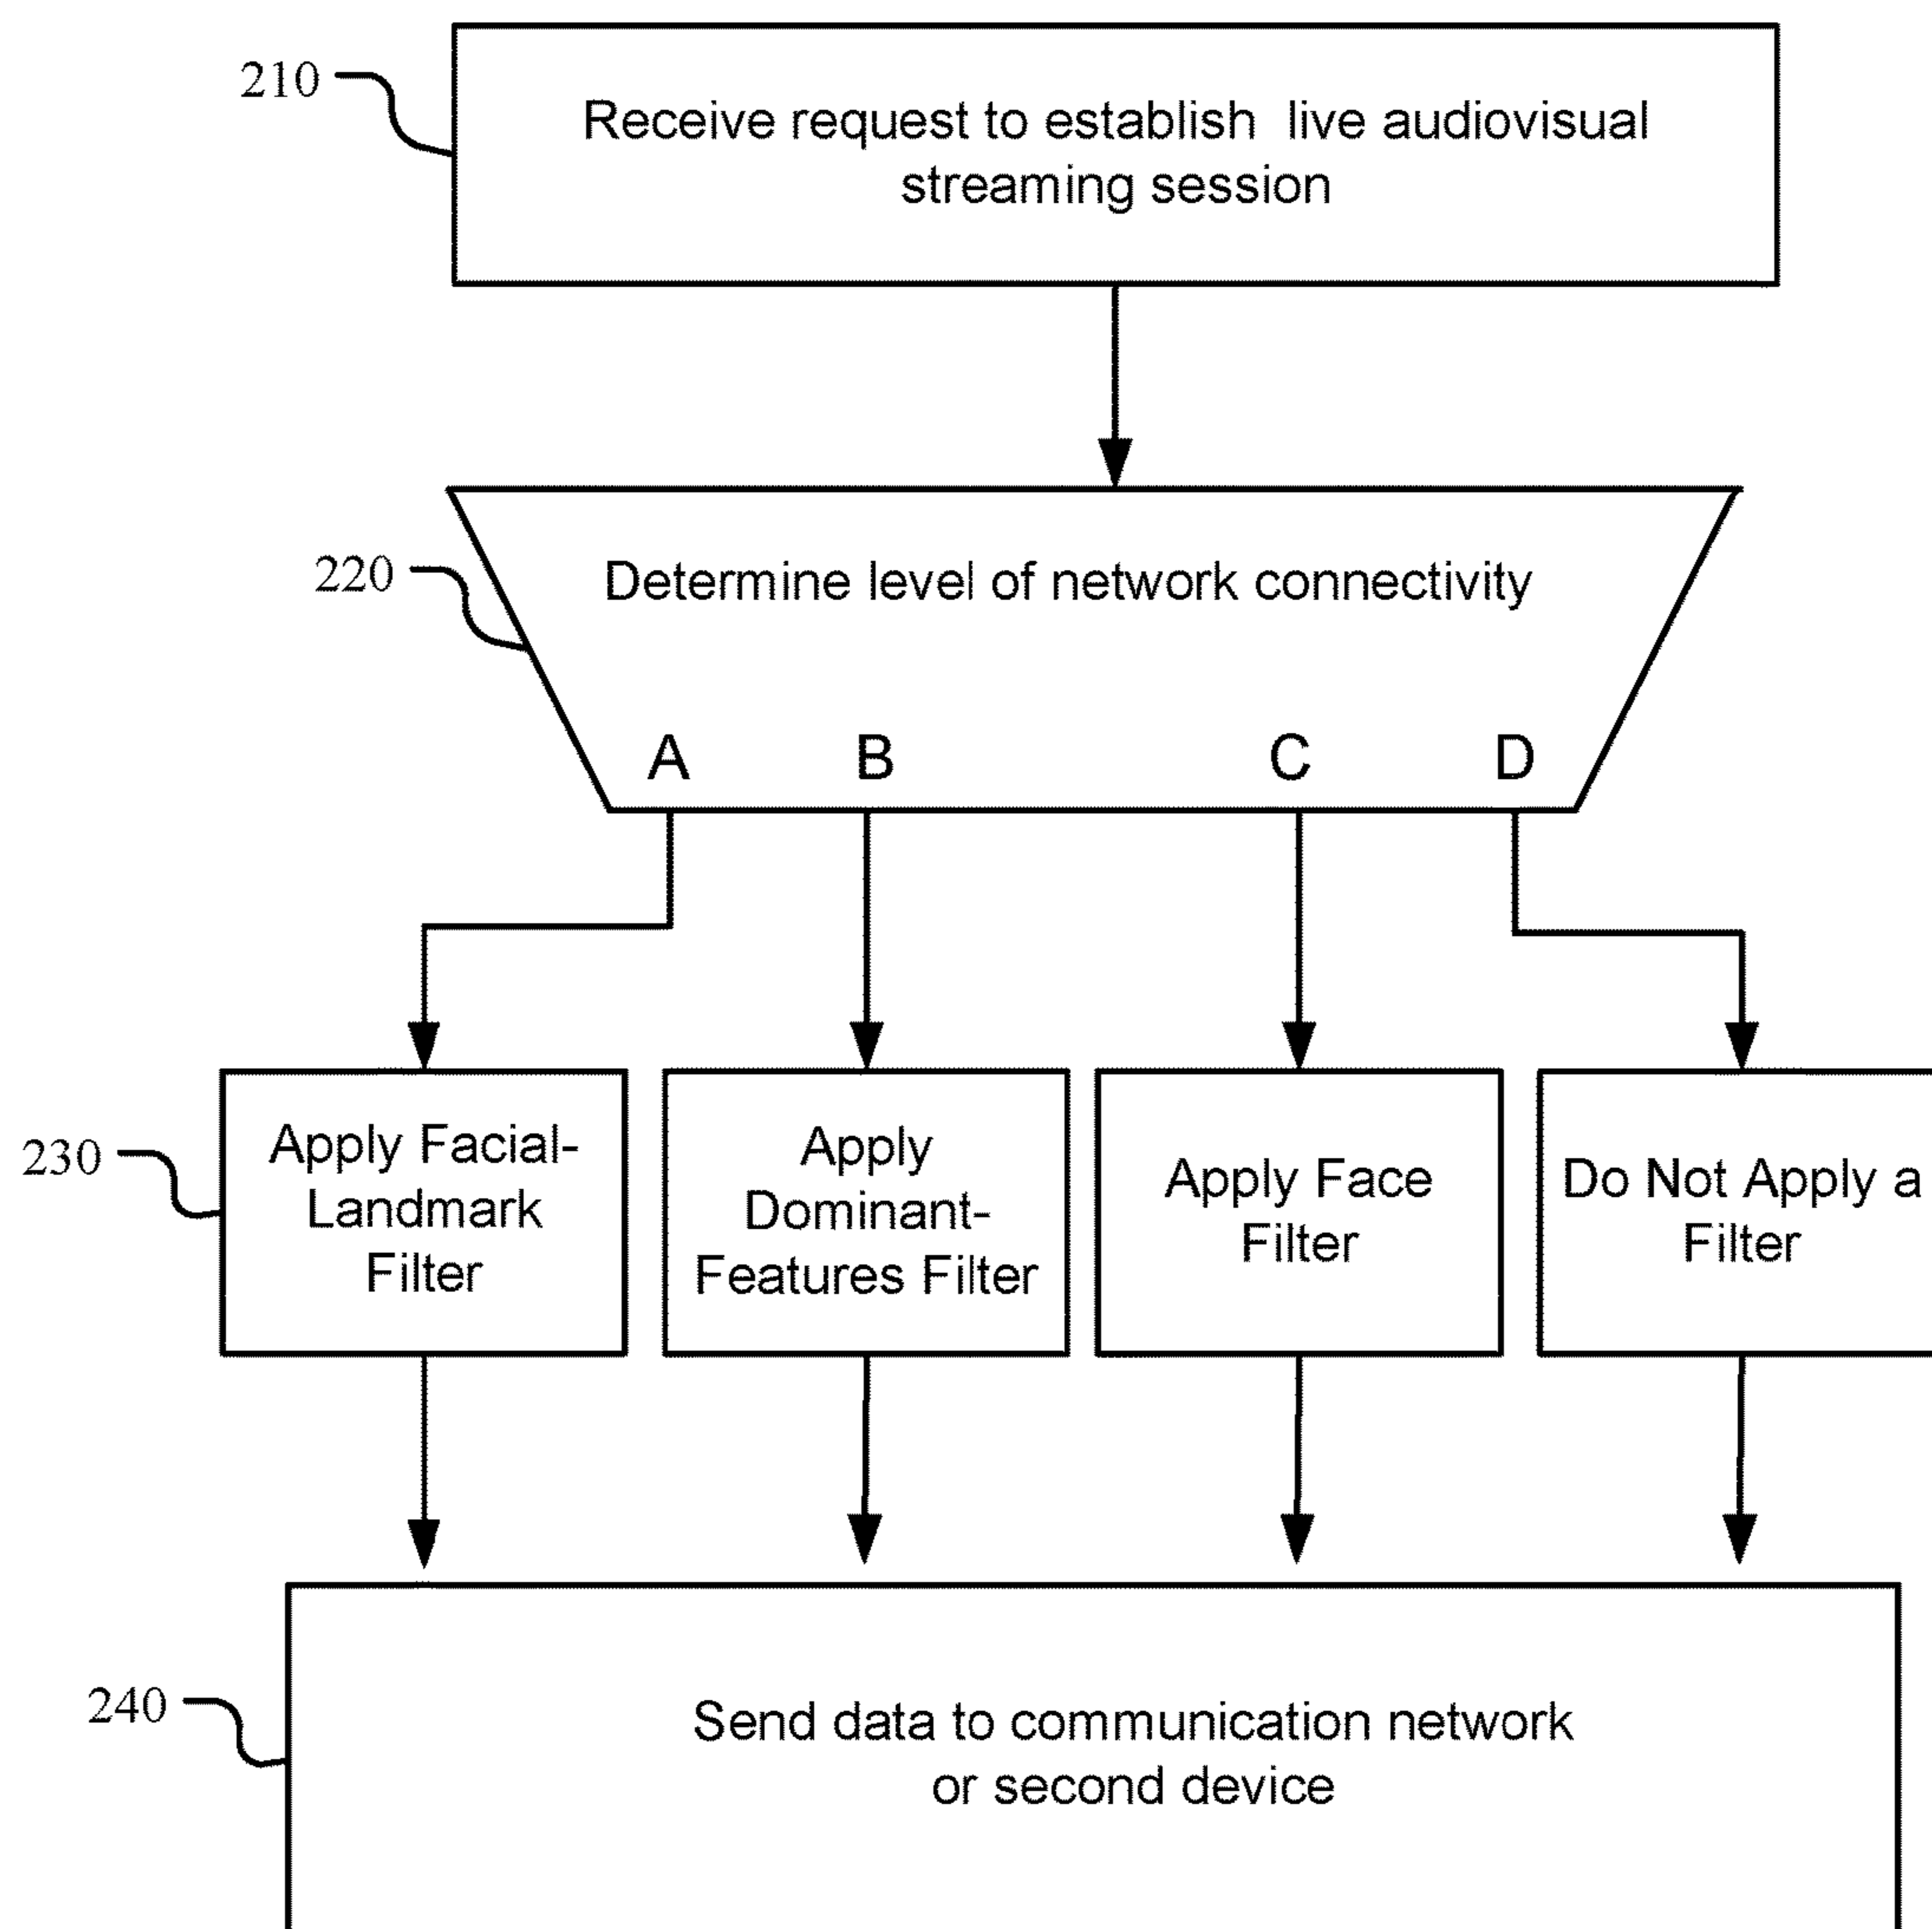 210
Receive request to establish live audiovisual
streaming session
220
Determine level of network connectivity
A B C D
230
Apply Facial-
Landmark
Filter
Apply
Dominant-
Features Filter
Apply Face
Filter
Do Not Apply a
Filter
240
Send data to communication network
or second device